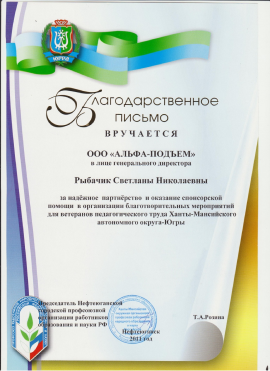 ЮГРА
Благодарственное
письмо
ВРУЧАЕТСЯ
ООО «АЛЬФА-ПОДЪЕМ»
в лице генерального директора
Рыбачик Светланы Николаевны
за надёжное партнёрство и оказание спонсорской
помощи в организации благотворительных мероприятий
для ветеранов педагогического труда Ханты-Мансийского
автономного округа-Югры
Председатель Нефтеюганской
городской профсоюзной
организации работников
образования и науки РФ
Т.А.Розина
Нефтеюганск
2011 год